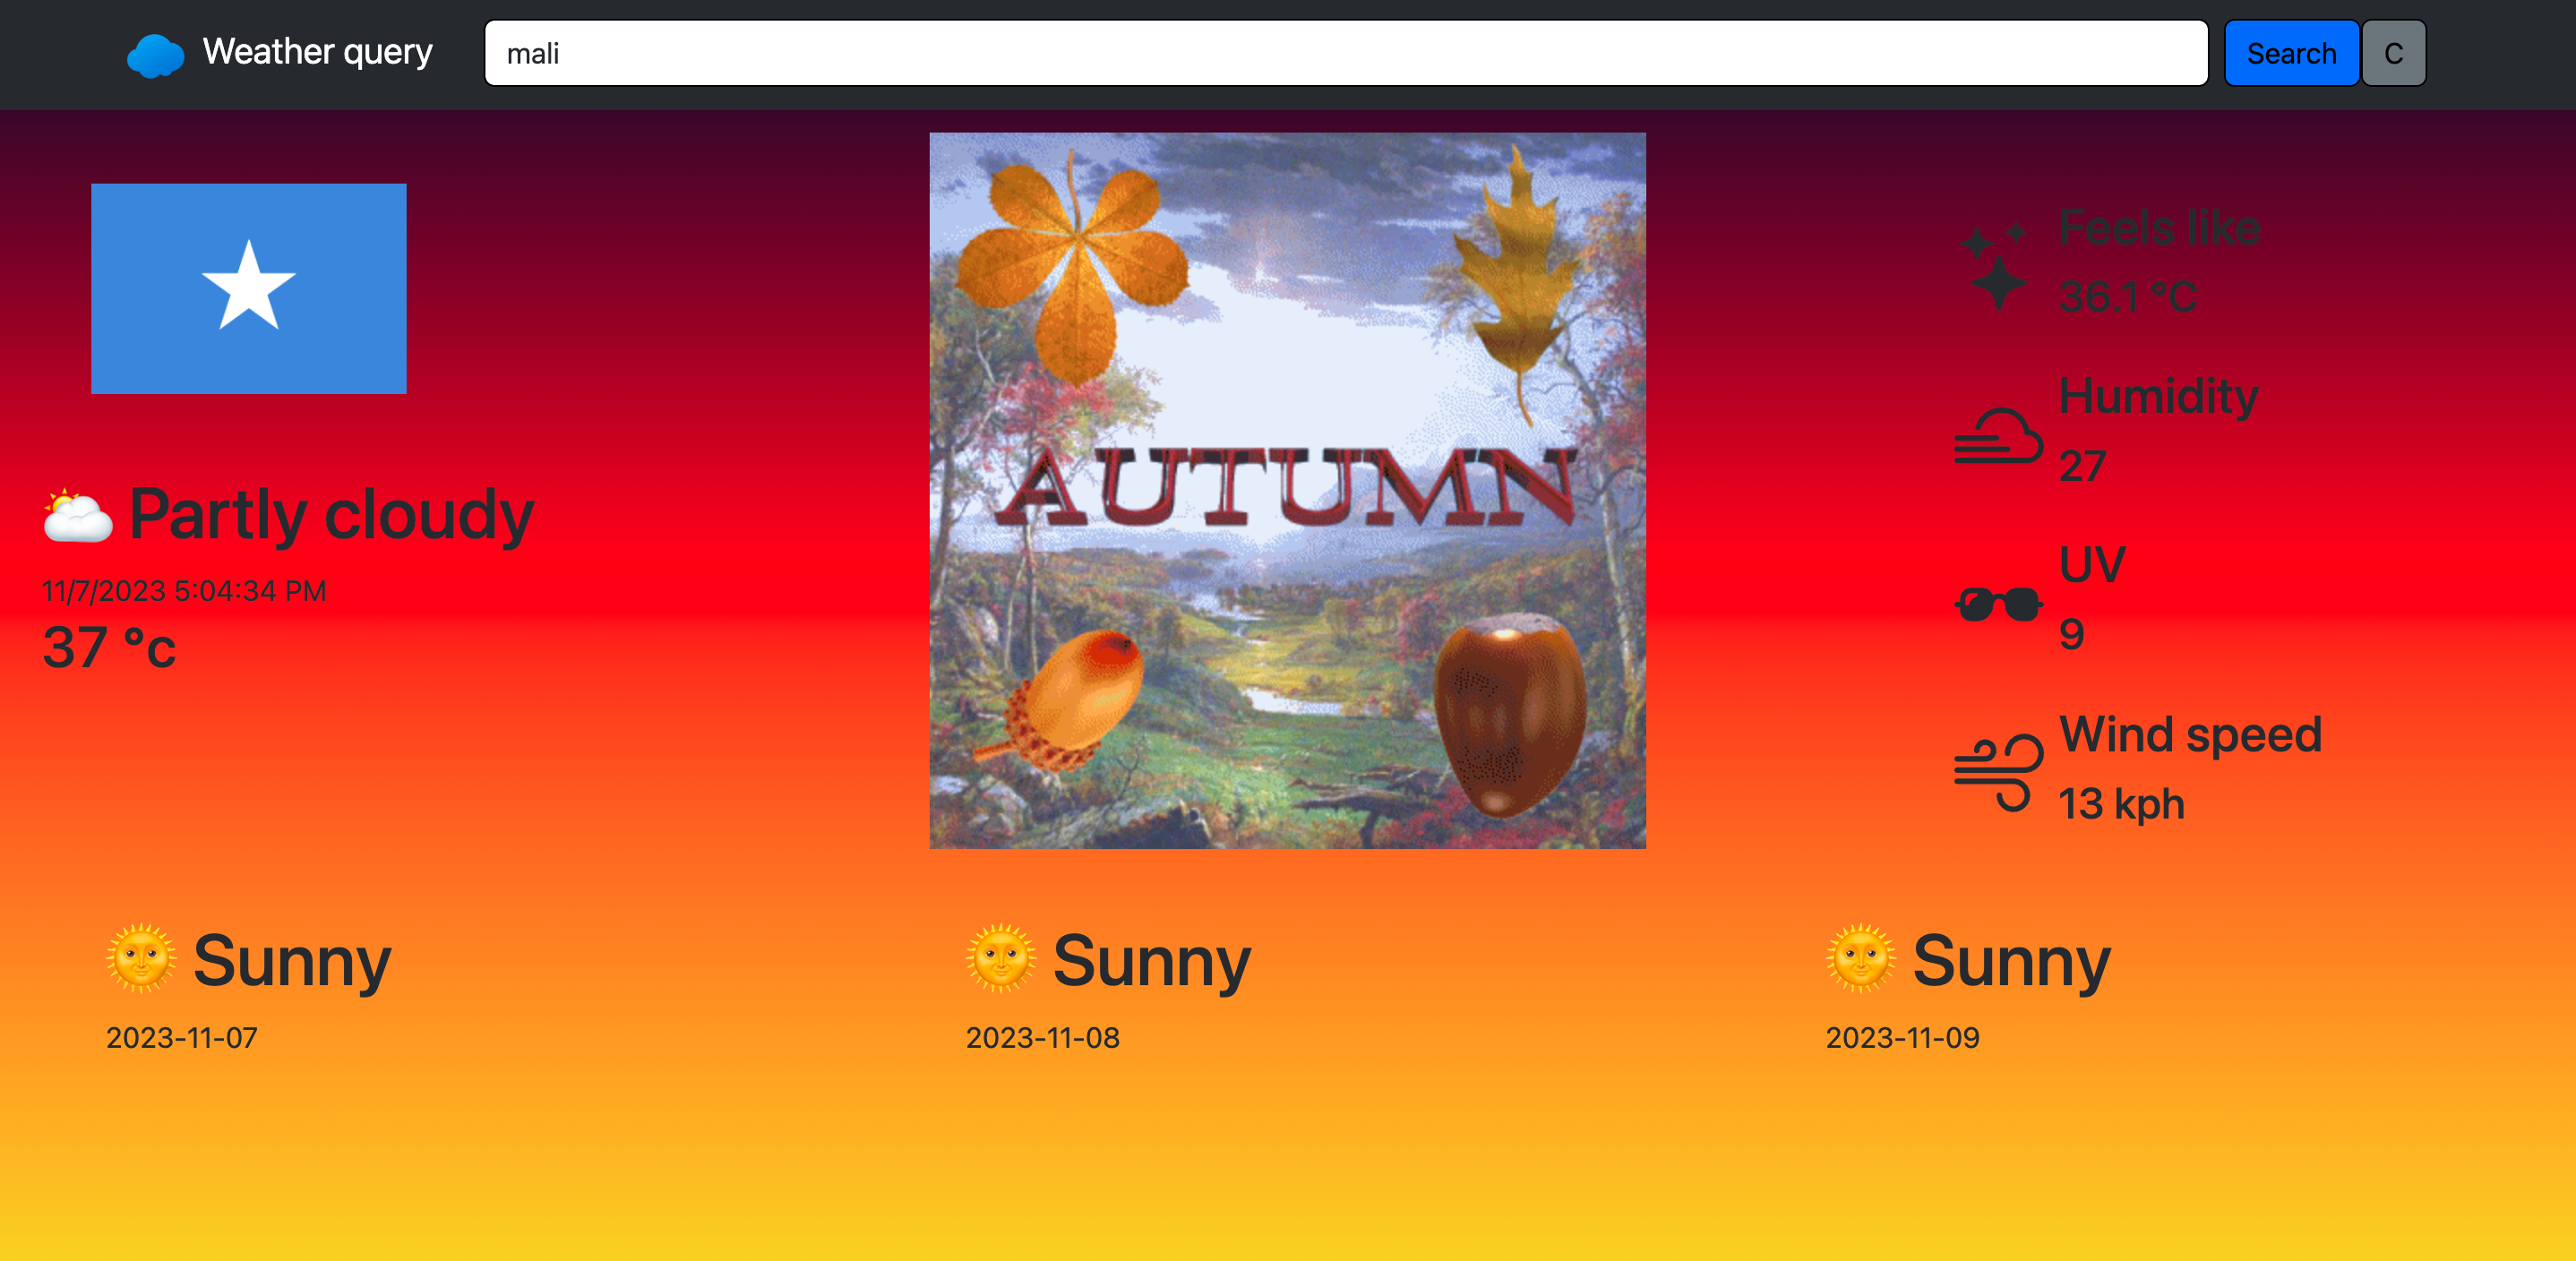 Weather query
mali
Search
C
Partly cloudy
11/7/2023 5:04:34 PM
37 °c
AUTUMN
Feels like
36.1 °C
Humidity
27
UV
9
Wind speed
13 kph
Sunny
2023-11-07
Sunny
2023-11-08
Sunny
2023-11-09